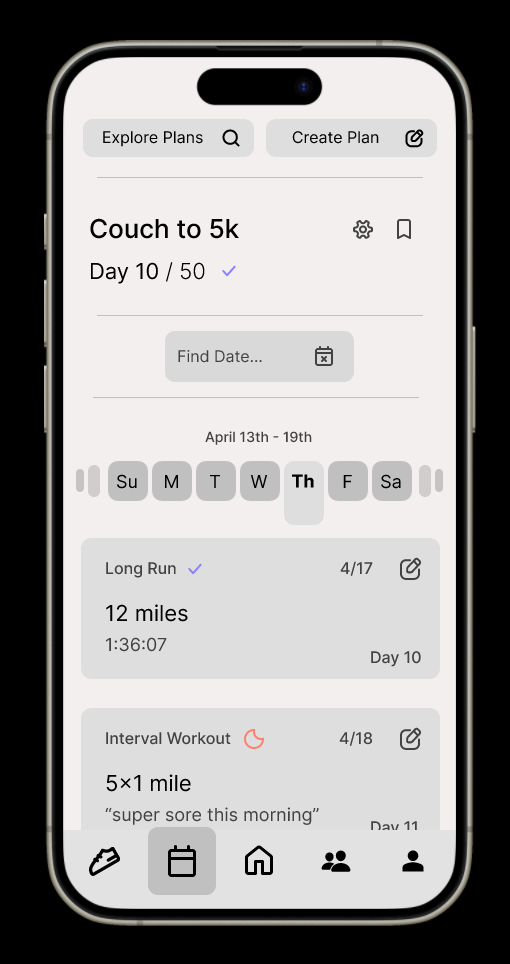 Explore Plans
Create Plan
Couch to 5k
Day 10 / 50
Find Date...
April 13th - 19th
Su M T W Th F Sa
Long Run
4/17
12 miles
1:36:07
Day 10
Interval Workout
4/18
5×1 mile
“super sore this morning”
Day 11